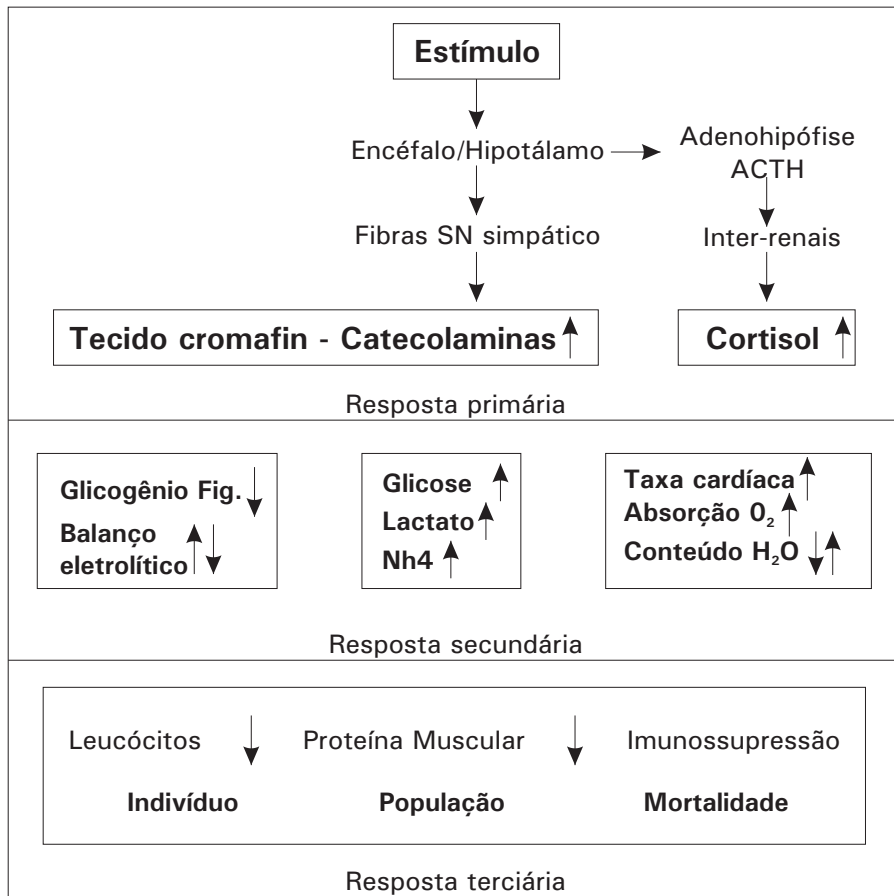 Estímulo
Encéfalo/Hipotálamo
Adenohipófise
ACTH
Fibras SN simpático
Inter-renais
Tecido cromafin - Catecolaminas
Cortisol
Resposta primária
Glicogênio Fig.
Balanço
eletrolítico
Glicose
Lactato
Nh4
Taxa cardíaca
Absorção 0₂
Conteúdo H₂O
Resposta secundária
Leucócitos Proteína Muscular Imunossupressão
Indivíduo População Mortalidade
Resposta terciária